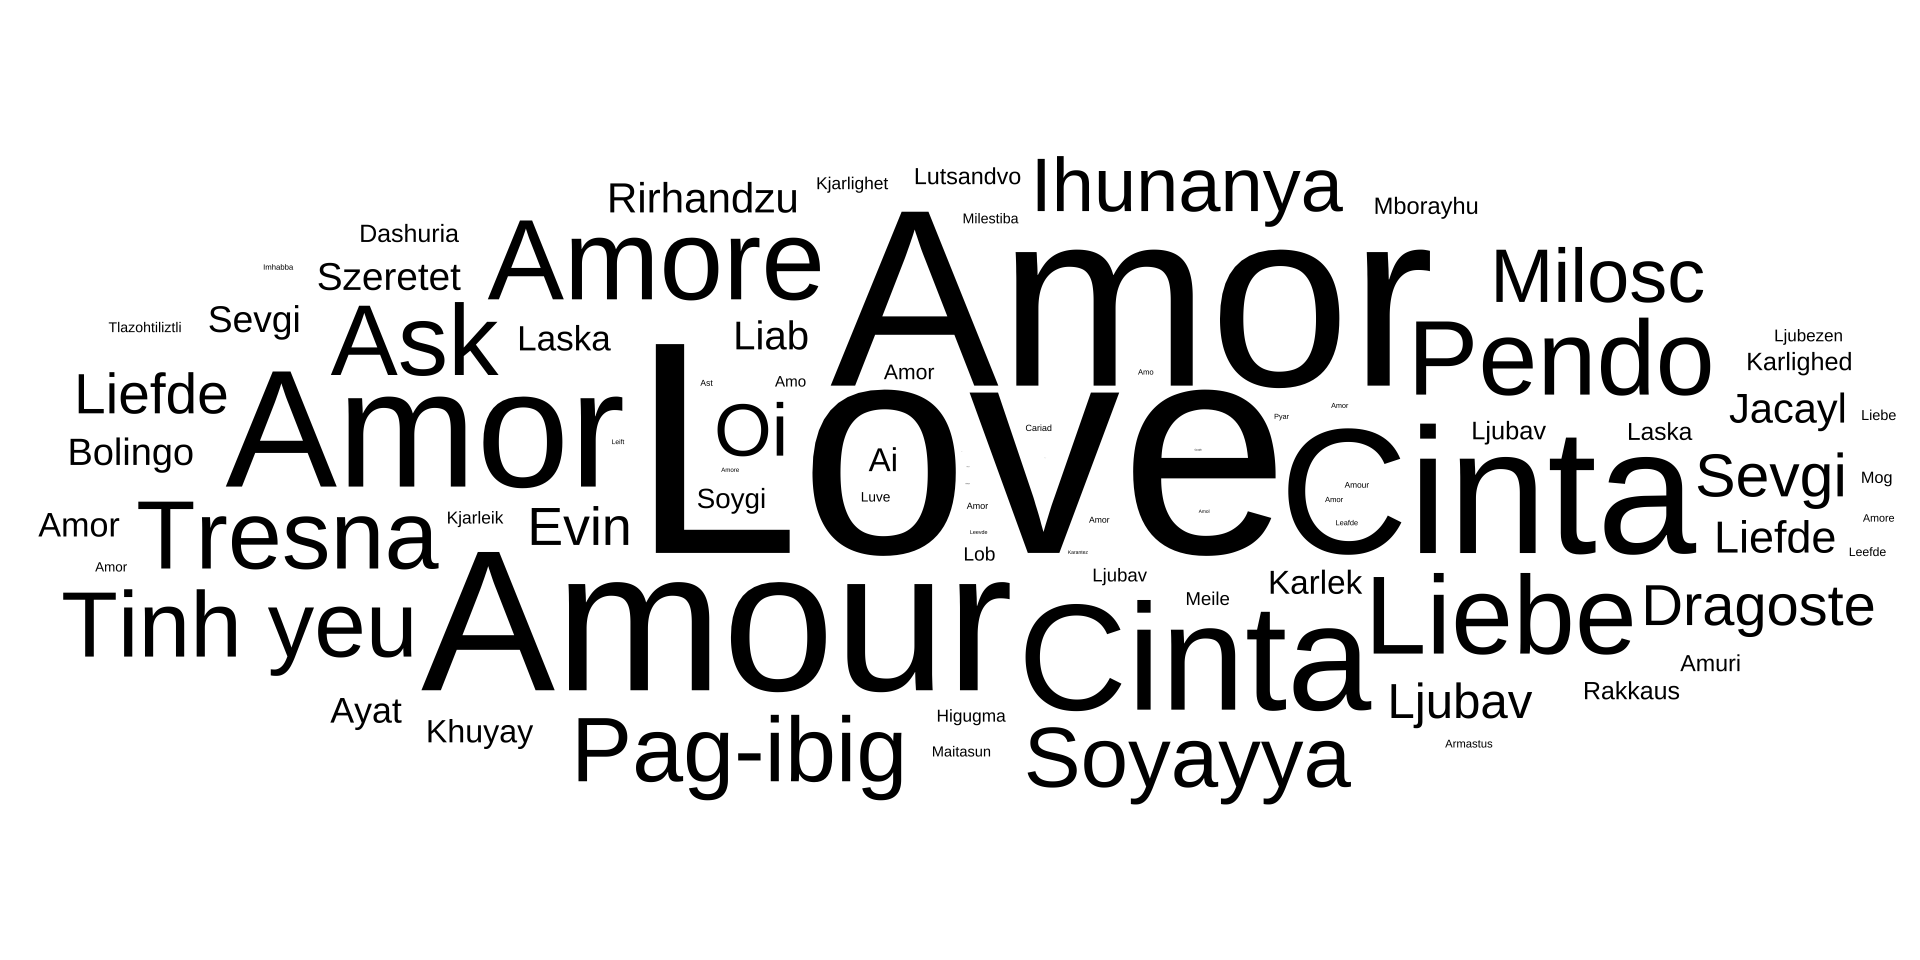 Ihunanya
Lutsandvo
Kjarlighet
Rirhandzu
Mborayhu
Milestiba
Dashuria
Amore
Amor
Imhabba
Szeretet
Milosc
Tlazohtiliztli
Sevgi
Ask
Laska
Liab
Pendo
Ljubezen
Karlighed
Liefde
Amor
Ast
Amo
Amor
Amo
Jacayl
Liebe
Bolingo
Leift
Love
Oi
Amore
Soygi
Ai
Luve
Cariad
Pyar
Amor
Cinta
Ljubav
Laska
Sevgi
Mog
Amour
Amor
Leafde
Amor
Tresna
Kjarleik
Evin
Amor
Leevde
Lob
Amor
Karantez
Liefde
Amore
Leefde
Amor
Tinh yeu
Amour
Ljubav
Meile
Karlek
Cinta
Liebe
Dragoste
Amuri
Rakkaus
Ljubav
Ayat
Khuyay
Pag-ibig
Higugma
Maitasun
Soyayya
Armastus